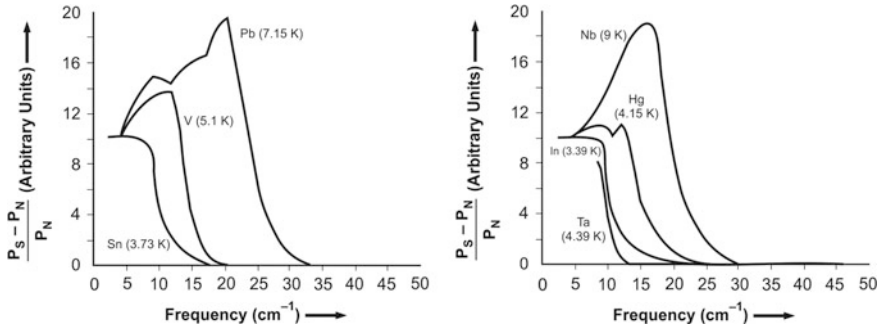 P_S – P_N / P_N (Arbitrary Units)
20
16
12
8
4
0
Pb (7.15 K)
V (5.1 K)
Sn (3.73 K)
0 5 10 15 20 25 30 35 40 45 50
Frequency (cm⁻¹)
P_S – P_N / P_N (Arbitrary Units)
20
16
12
8
4
0
Nb (9 K)
Hg
(4.15 K)
In (3.39 K)
Ta
(4.39 K)
0 5 10 15 20 25 30 35 40 45 50
Frequency (cm⁻¹)